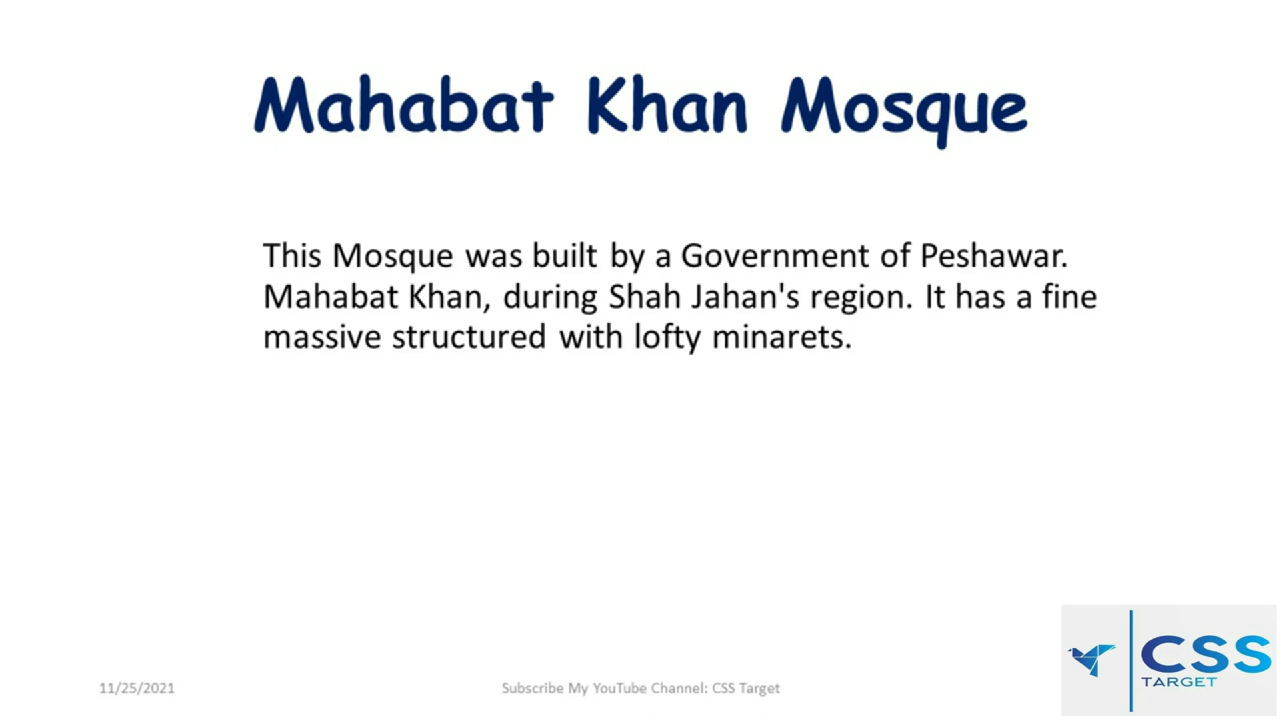 Mahabat Khan Mosque
This Mosque was built by a Government of Peshawar.
Mahabat Khan, during Shah Jahan's region. It has a fine
massive structured with lofty minarets.
CSS
TARGET
11/25/2021
Subscribe My YouTube Channel: CSS Target